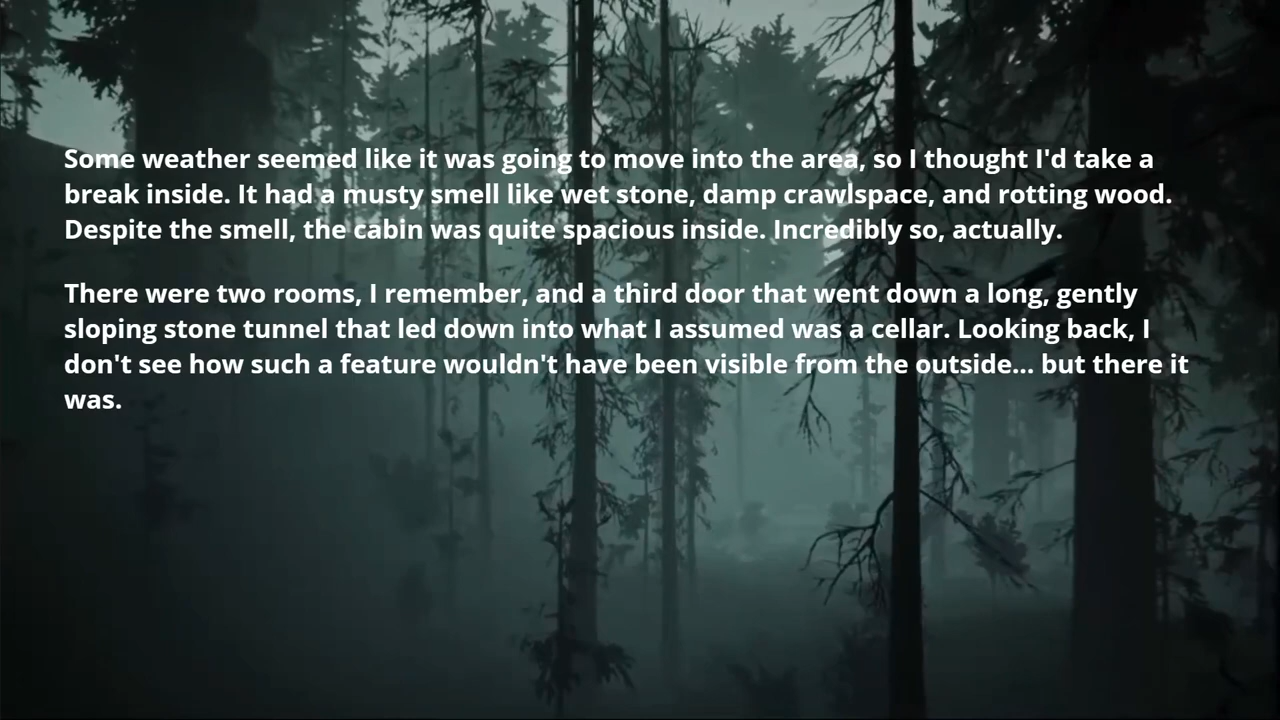 Some weather seemed like it was going to move into the area, so I thought I'd take a
break inside. It had a musty smell like wet stone, damp crawlspace, and rotting wood.
Despite the smell, the cabin was quite spacious inside. Incredibly so, actually.
There were two rooms, I remember, and a third door that went down a long, gently
sloping stone tunnel that led down into what I assumed was a cellar. Looking back, I
don't see how such a feature wouldn't have been visible from the outside... but there it
was.